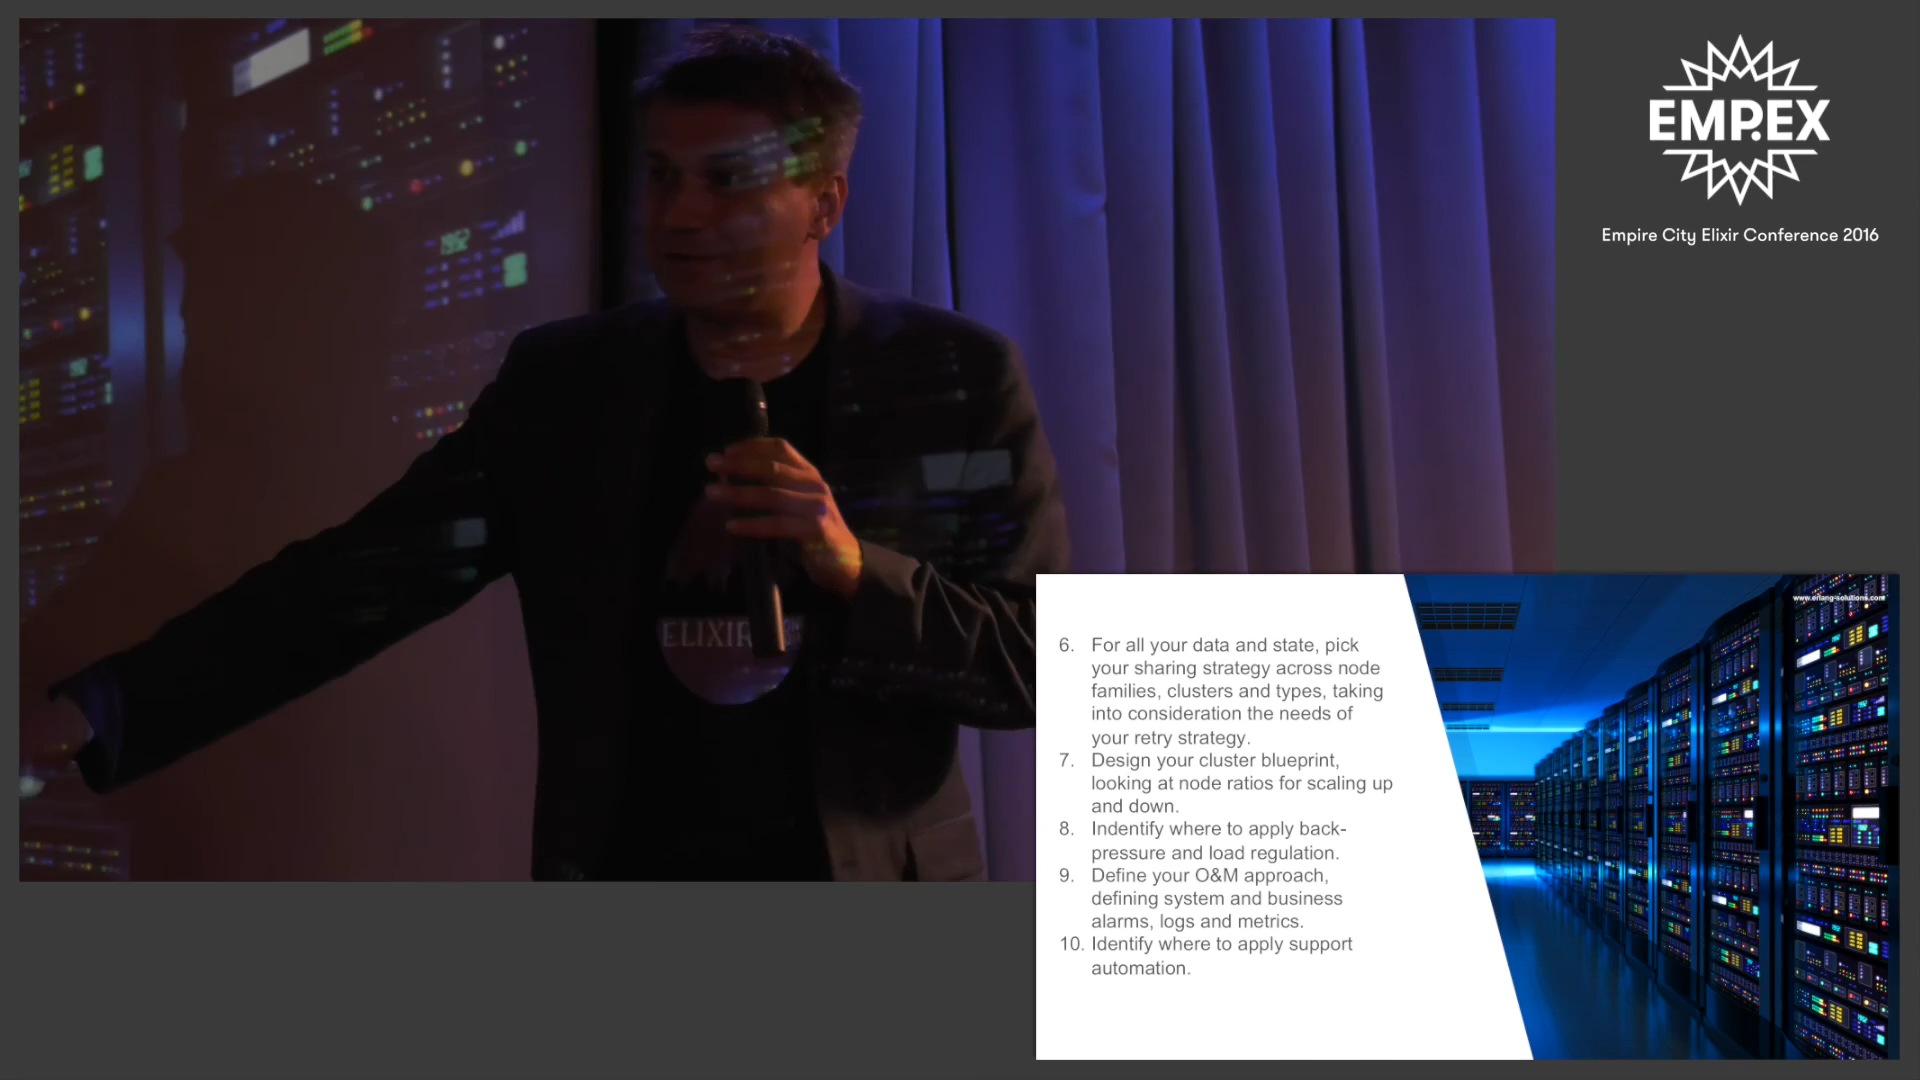 EMPEX
Empire City Elixir Conference 2016
ELIXIR
www.erlang-solutions.com
6. For all your data and state, pick
your sharing strategy across node
families, clusters and types, taking
into consideration the needs of
your retry strategy.
7. Design your cluster blueprint,
looking at node ratios for scaling up
and down.
8. Indentify where to apply back-
pressure and load regulation.
9. Define your O&M approach,
defining system and business
alarms, logs and metrics.
10. Identify where to apply support
automation.